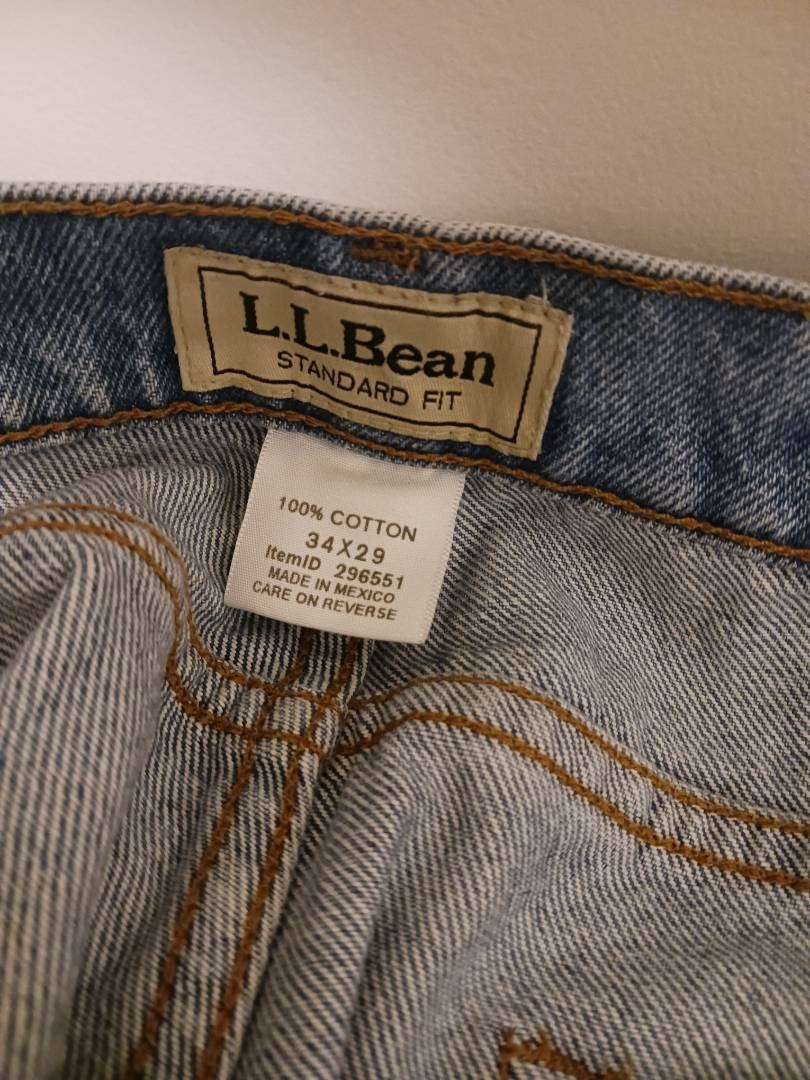 L.L.Bean
STANDARD FIT
100% COTTON
34X29
ItemID 296551
MADE IN MEXICO
CARE ON REVERSE